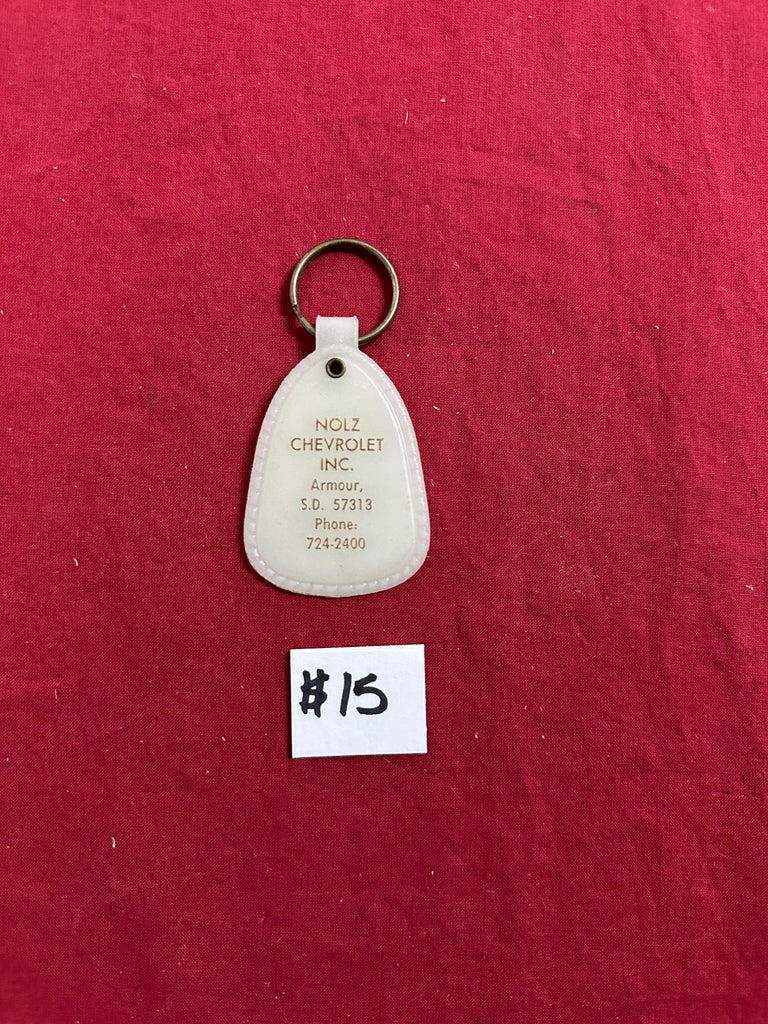 NOLZ
CHEVROLET
INC.
Armour,
S.D. 57313
Phone:
724-2400
#15